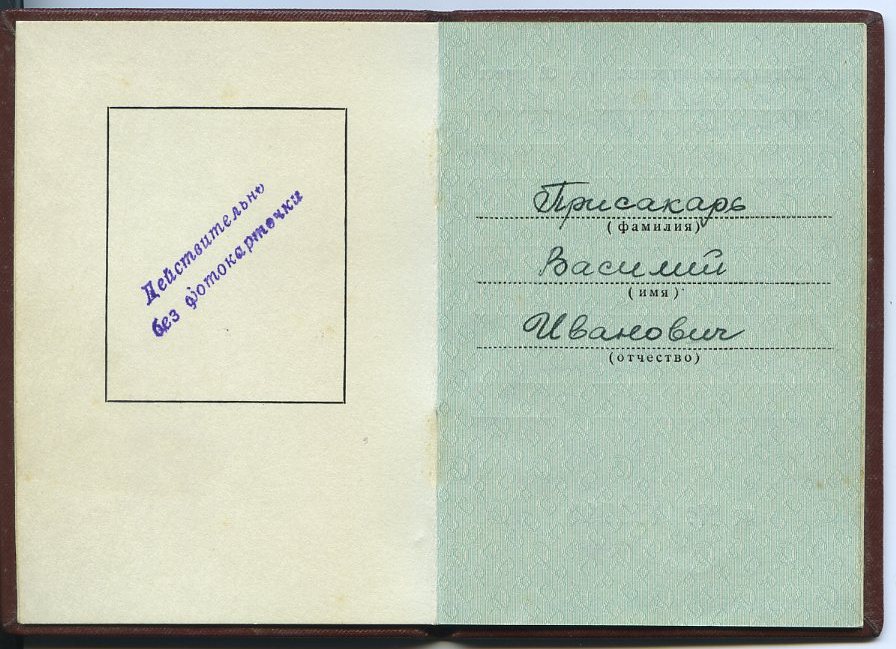 Действительно
без фотокарточки
Присакарь
(фамилия)
Василий
(имя)
Иванович
(отчество)